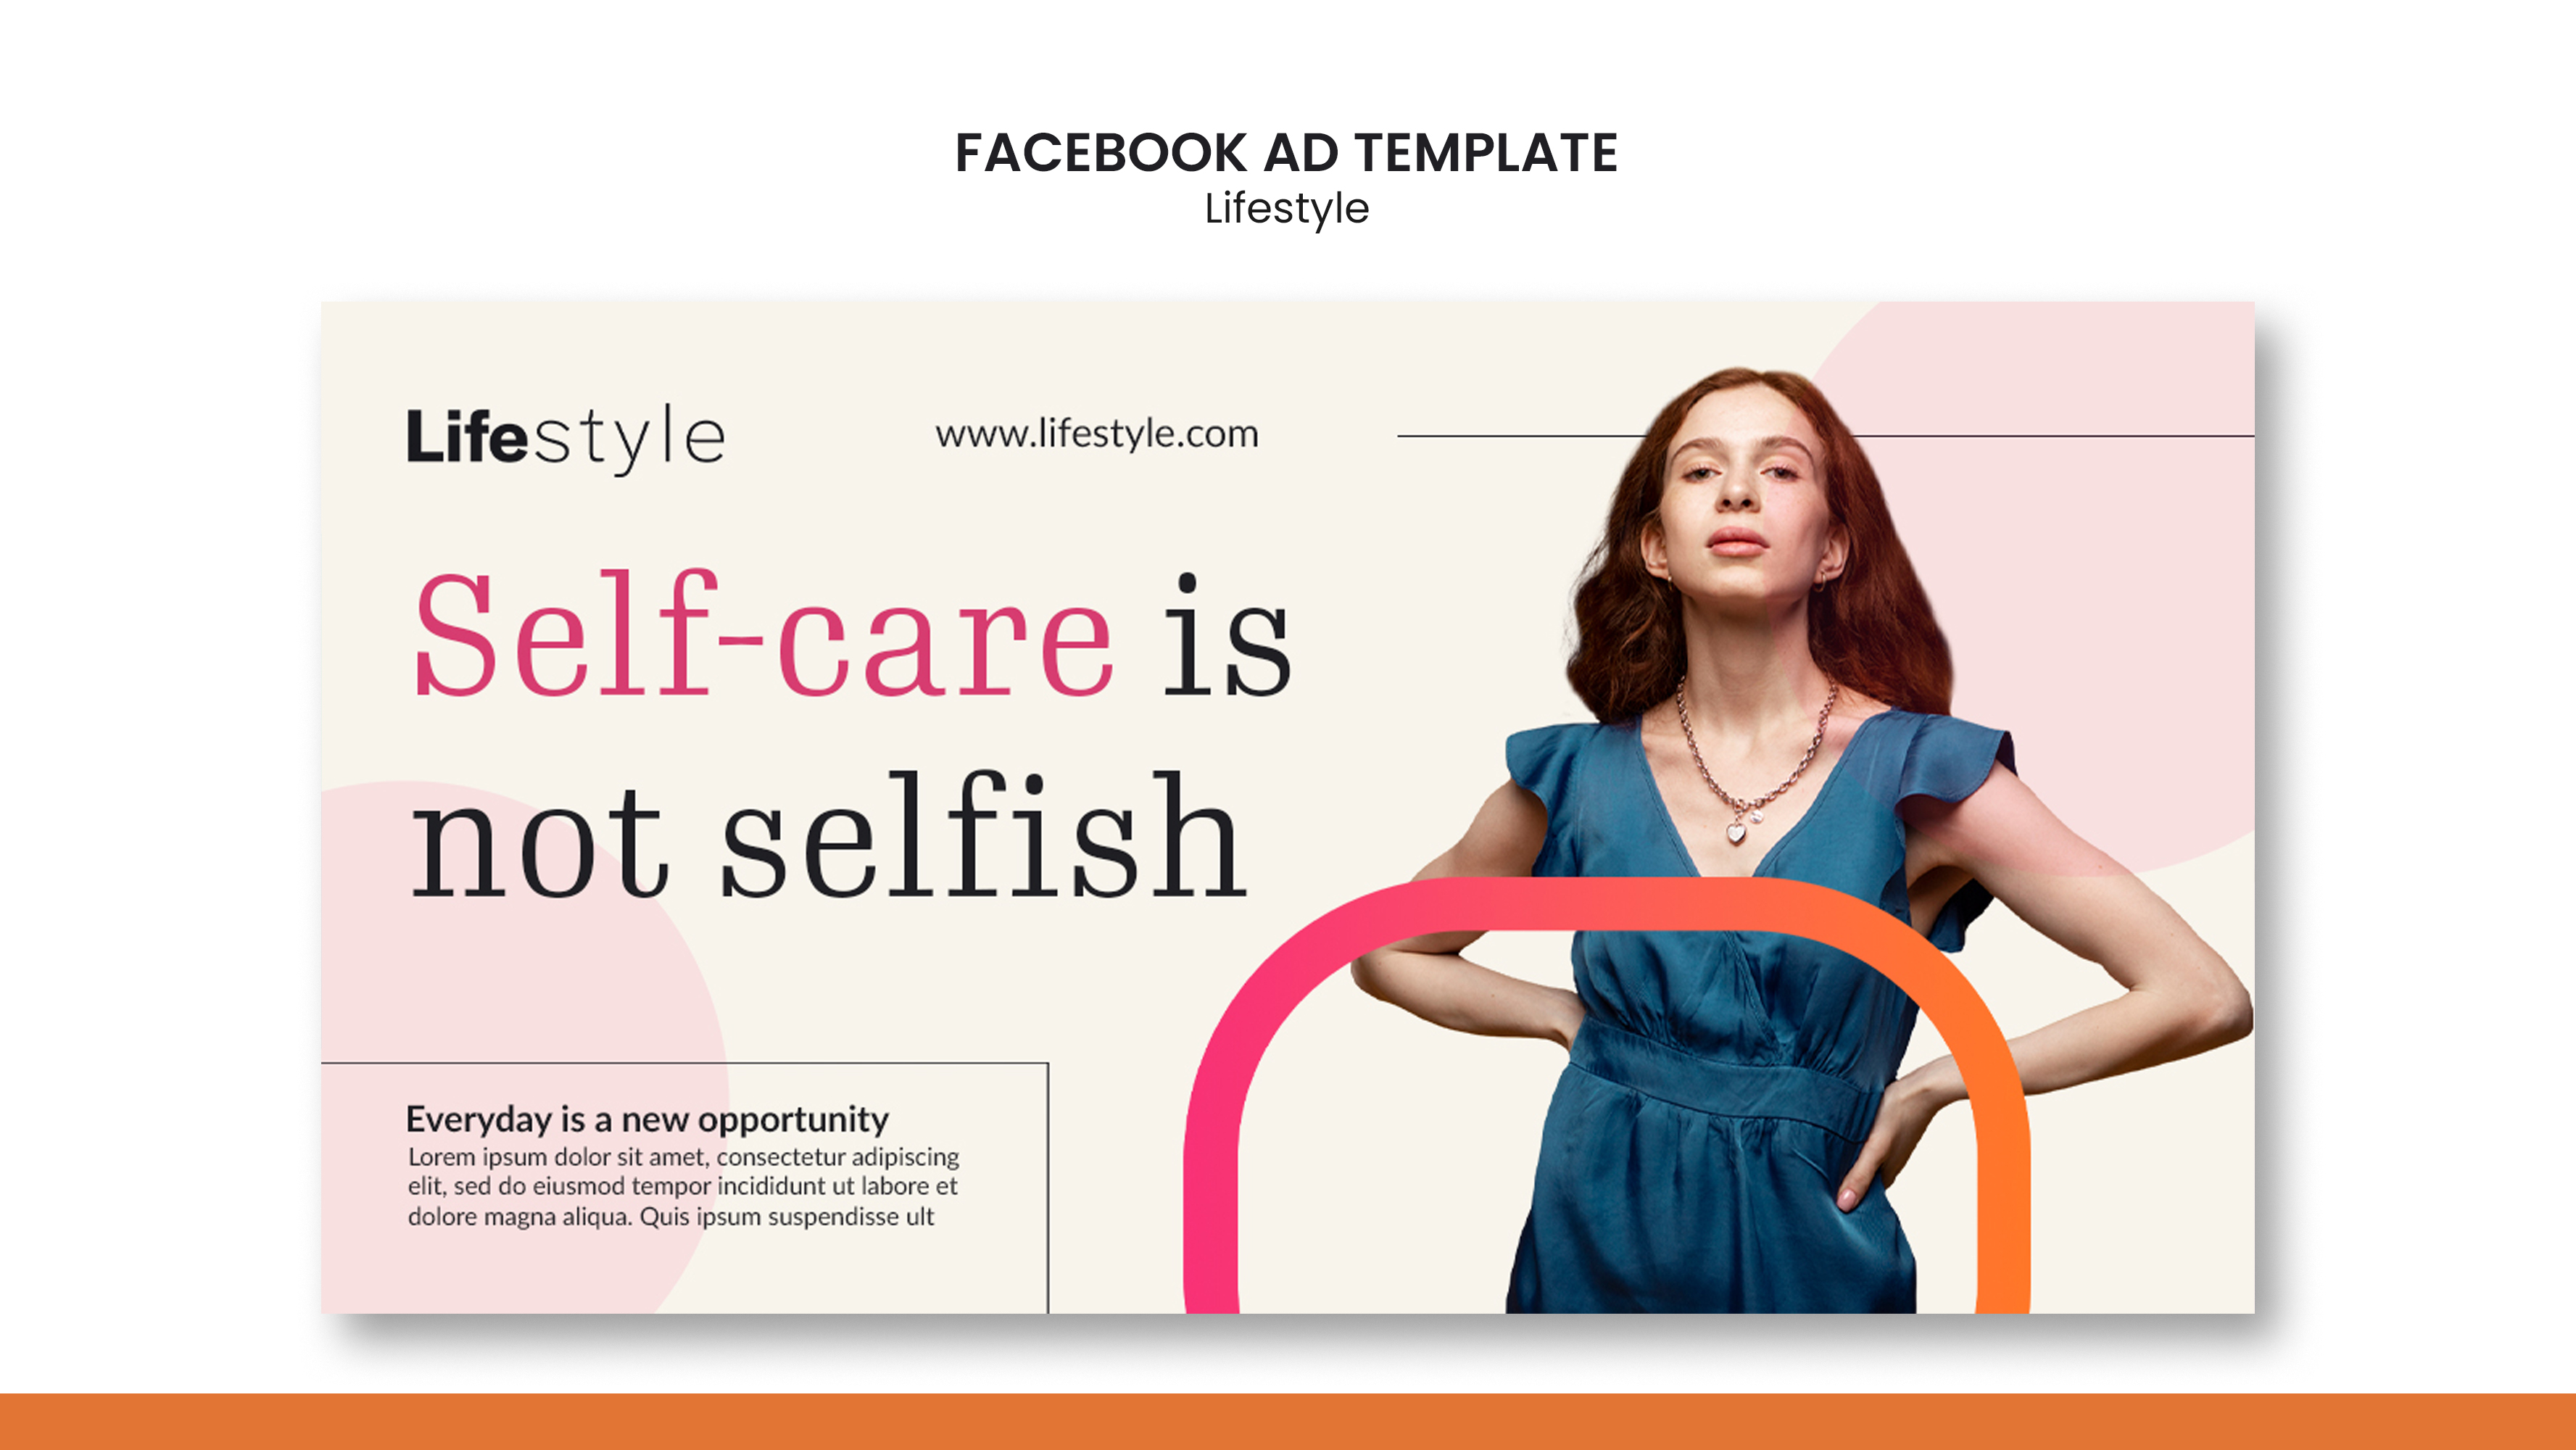 FACEBOOK AD TEMPLATE
Lifestyle
Lifestyle
www.lifestyle.com
Self-care is
not selfish
Everyday is a new opportunity
Lorem ipsum dolor sit amet, consectetur adipiscing
elit, sed do eiusmod tempor incididunt ut labore et
dolore magna aliqua. Quis ipsum suspendisse ult